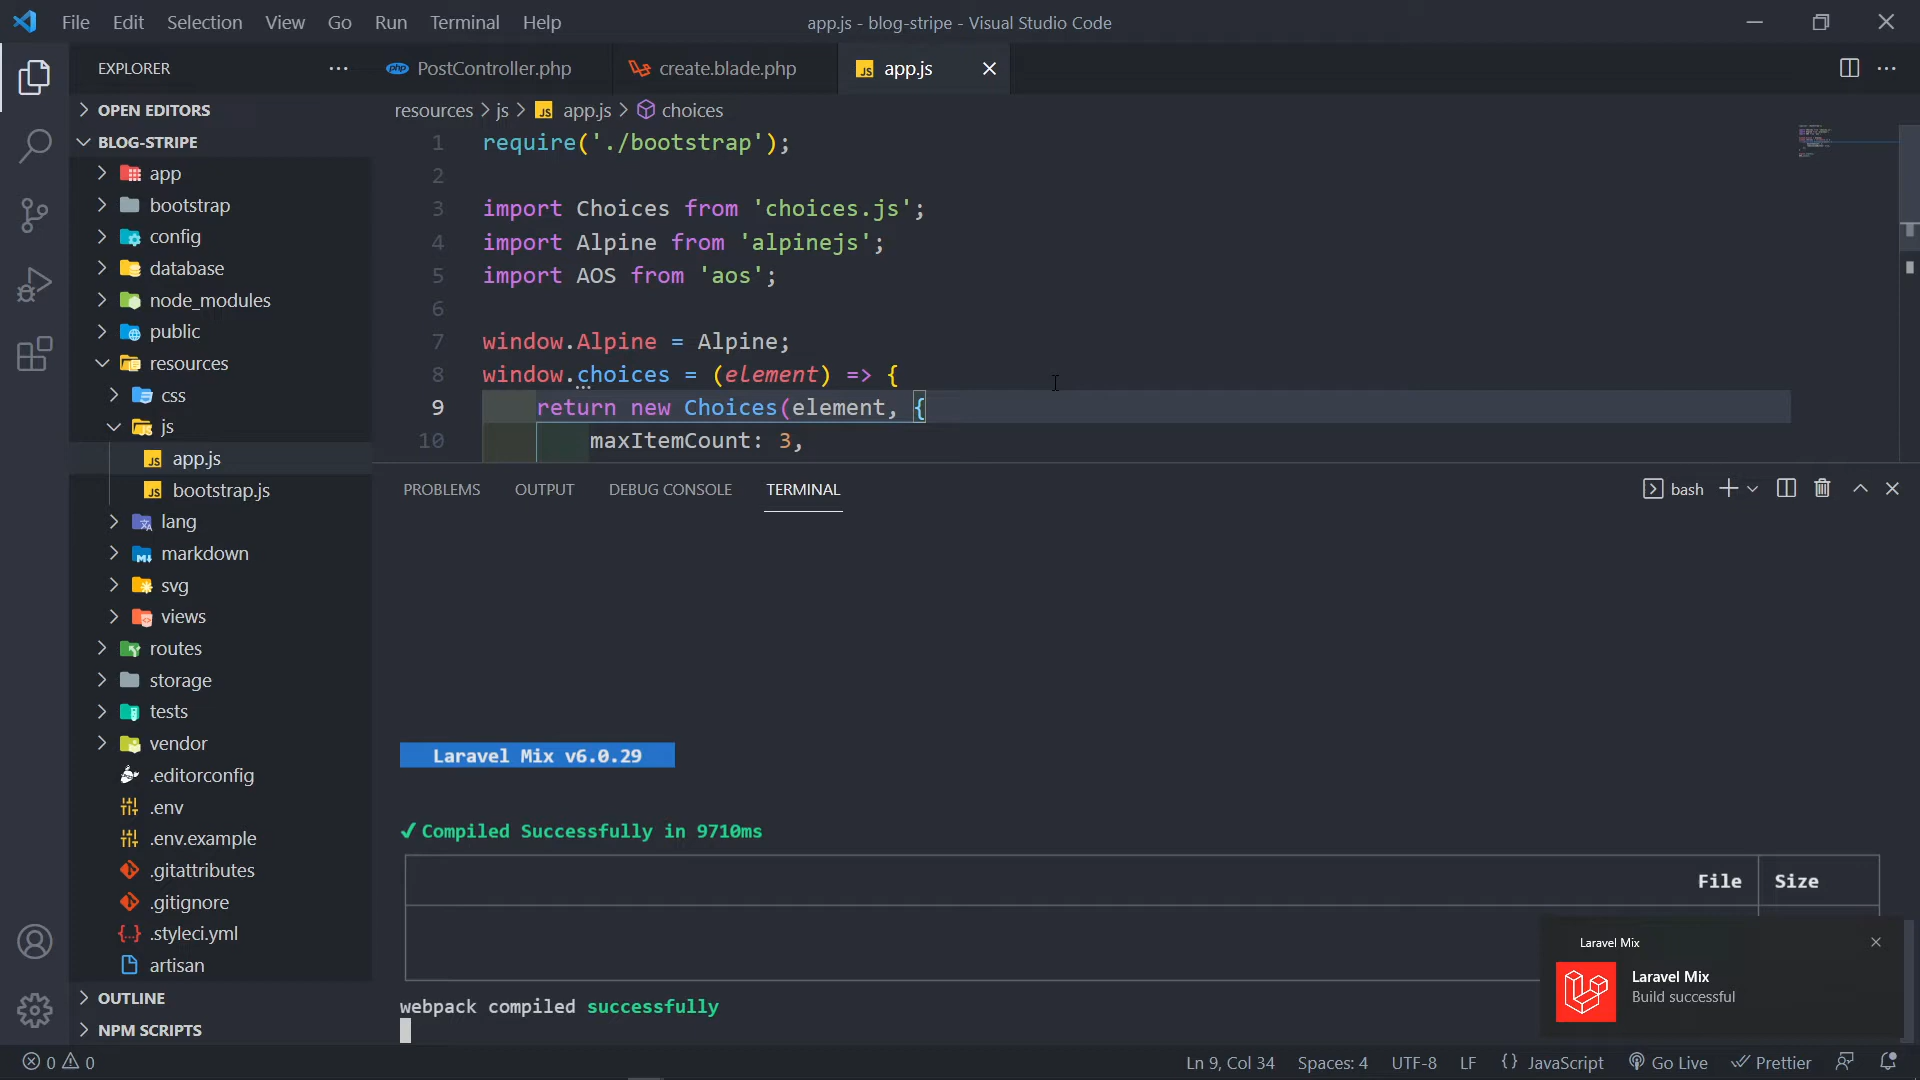 File Edit Selection View Go Run Terminal Help
app.js - blog-stripe - Visual Studio Code
EXPLORER
PostController.php
create.blade.php
app.js
OPEN EDITORS
resources > js > app.js > choices
BLOG-STRIPE
app
bootstrap
config
database
node_modules
public
resources
css
js
app.js
bootstrap.js
lang
markdown
svg
views
routes
storage
tests
vendor
.editorconfig
.env
.env.example
.gitattributes
.gitignore
.styleci.yml
artisan
OUTLINE
NPM SCRIPTS
1 require('./bootstrap');
2
3 import Choices from 'choices.js';
4 import Alpine from 'alpinejs';
5 import AOS from 'aos';
6
7 window.Alpine = Alpine;
8 window.choices = (element) => {
9 return new Choices(element, {
10 maxItemCount: 3,
PROBLEMS OUTPUT DEBUG CONSOLE TERMINAL
bash
Laravel Mix v6.0.29
✔ Compiled Successfully in 9710ms
File Size
webpack compiled successfully
Laravel Mix
Laravel Mix
Build successful
0 0
Ln 9, Col 34 Spaces: 4 UTF-8 LF {} JavaScript Go Live Prettier